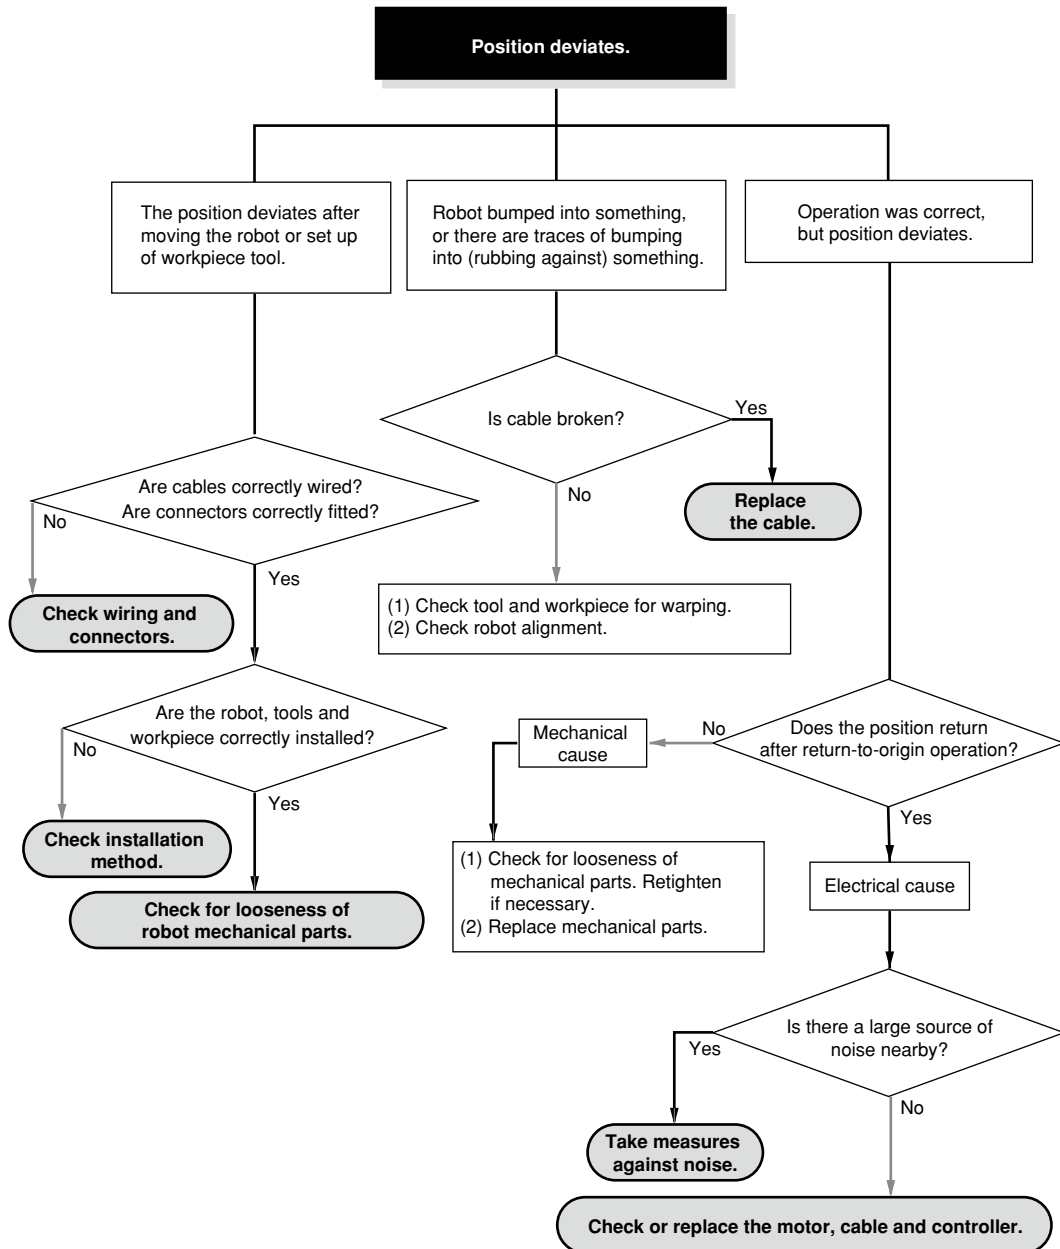 Position deviates.
The position deviates after
moving the robot or set up
of workpiece tool.
Robot bumped into something,
or there are traces of bumping
into (rubbing against) something.
Operation was correct,
but position deviates.
Is cable broken?
Yes
No
Replace
the cable.
Are cables correctly wired?
Are connectors correctly fitted?
No
Yes
Check wiring and
connectors.
(1) Check tool and workpiece for warping.
(2) Check robot alignment.
Are the robot, tools and
workpiece correctly installed?
No
Yes
Check installation
method.
Check for looseness of
robot mechanical parts.
Does the position return
after return-to-origin operation?
No
Yes
Mechanical
cause
(1) Check for looseness of
mechanical parts. Retighten
if necessary.
(2) Replace mechanical parts.
Electrical cause
Is there a large source of
noise nearby?
Yes
No
Take measures
against noise.
Check or replace the motor, cable and controller.